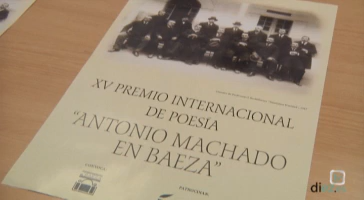 XV PREMIO INTERNACIONAL
DE POESÍA
"ANTONIO MACHADO
EN BAEZA"